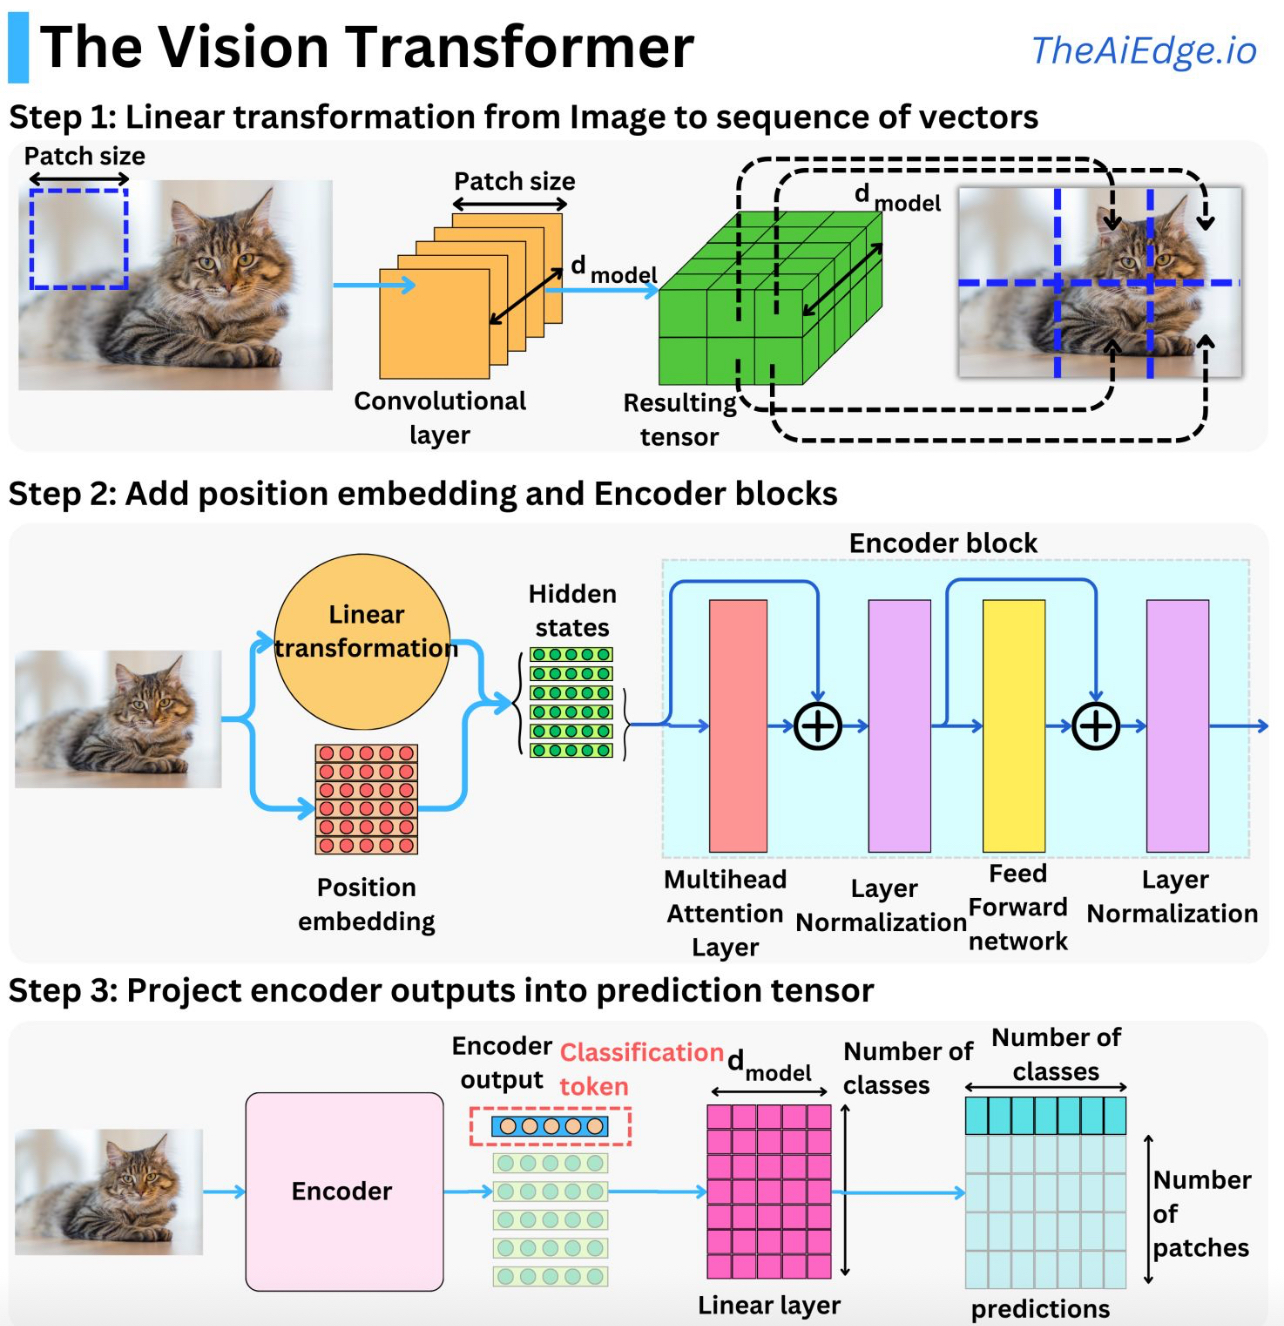 The Vision Transformer
TheAiEdge.io
Step 1: Linear transformation from Image to sequence of vectors
Patch size
Patch size
d model
d model
Convolutional
layer
Resulting
tensor
Step 2: Add position embedding and Encoder blocks
Encoder block
Linear
transformation
Hidden
states
Position
embedding
Multihead
Attention
Layer
Layer
Normalization
Feed
Forward
network
Layer
Normalization
Step 3: Project encoder outputs into prediction tensor
Encoder
output
Classification
token
d model
Number of
classes
Number of
classes
Encoder
Number
of
patches
Linear layer
predictions